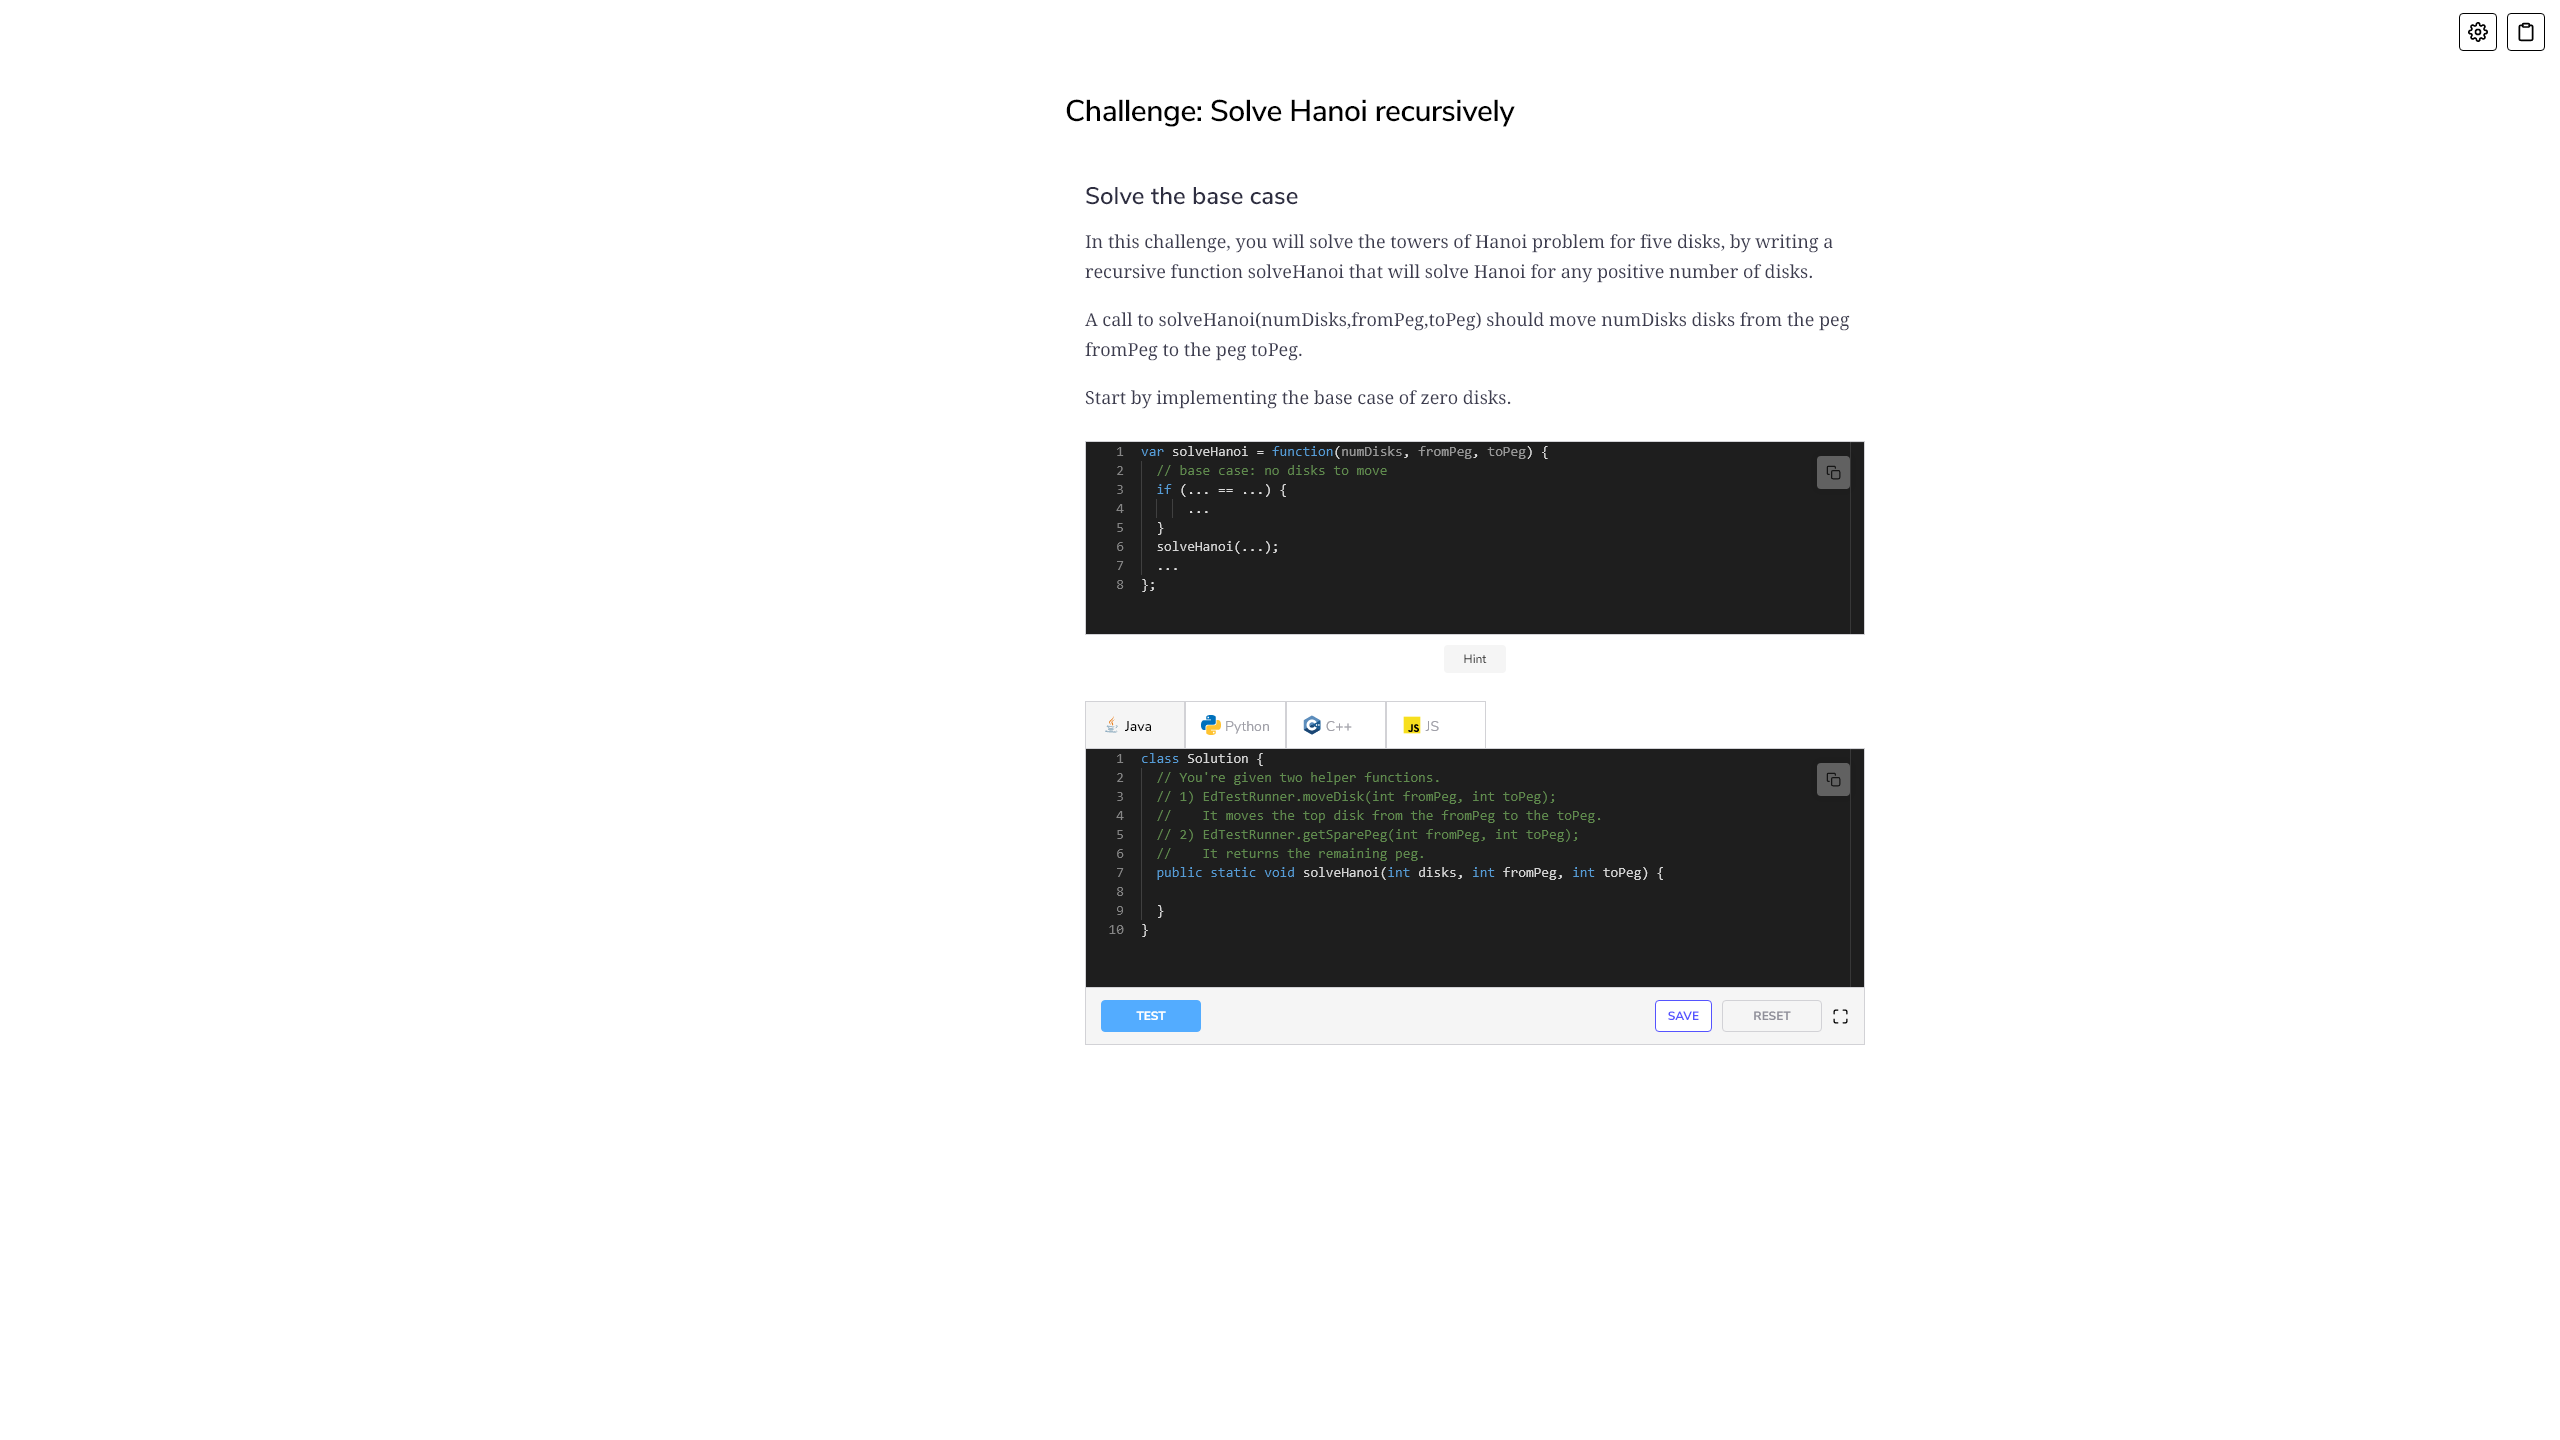 Challenge: Solve Hanoi recursively
Solve the base case
In this challenge, you will solve the towers of Hanoi problem for five disks, by writing a
recursive function solveHanoi that will solve Hanoi for any positive number of disks.
A call to solveHanoi(numDisks,fromPeg,toPeg) should move numDisks disks from the peg
fromPeg to the peg toPeg.
Start by implementing the base case of zero disks.
1 var solveHanoi = function(numDisks, fromPeg, toPeg) {
2   // base case: no disks to move
3   if (... == ...) {
4       ...
5   }
6   solveHanoi(...);
7   ...
8 };
Hint
Java Python C++ JS JS
1 class Solution {
2   // You're given two helper functions.
3   // 1) EdTestRunner.moveDisk(int fromPeg, int toPeg);
4   //    It moves the top disk from the fromPeg to the toPeg.
5   // 2) EdTestRunner.getSparePeg(int fromPeg, int toPeg);
6   //    It returns the remaining peg.
7   public static void solveHanoi(int disks, int fromPeg, int toPeg) {
8
9   }
10 }
TEST SAVE RESET